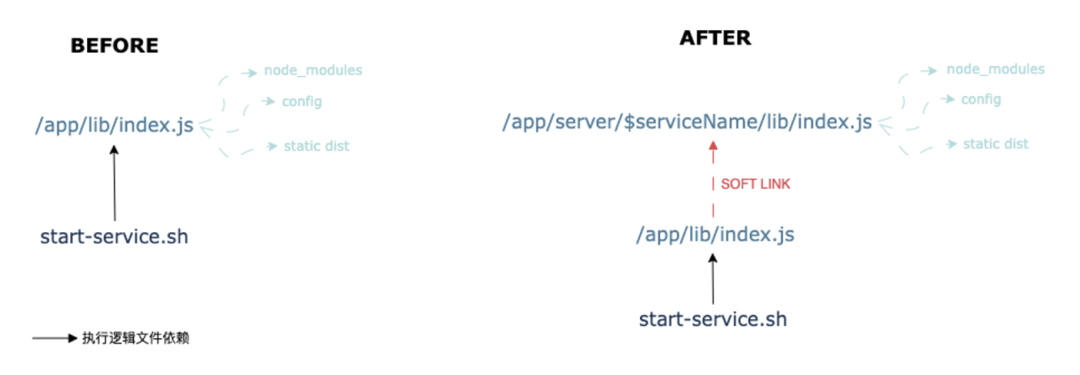 BEFORE
node_modules
config
/app/lib/index.js
static dist
start-service.sh
执行逻辑文件依赖
AFTER
node_modules
config
/app/server/$serviceName/lib/index.js
static dist
SOFT LINK
/app/lib/index.js
start-service.sh